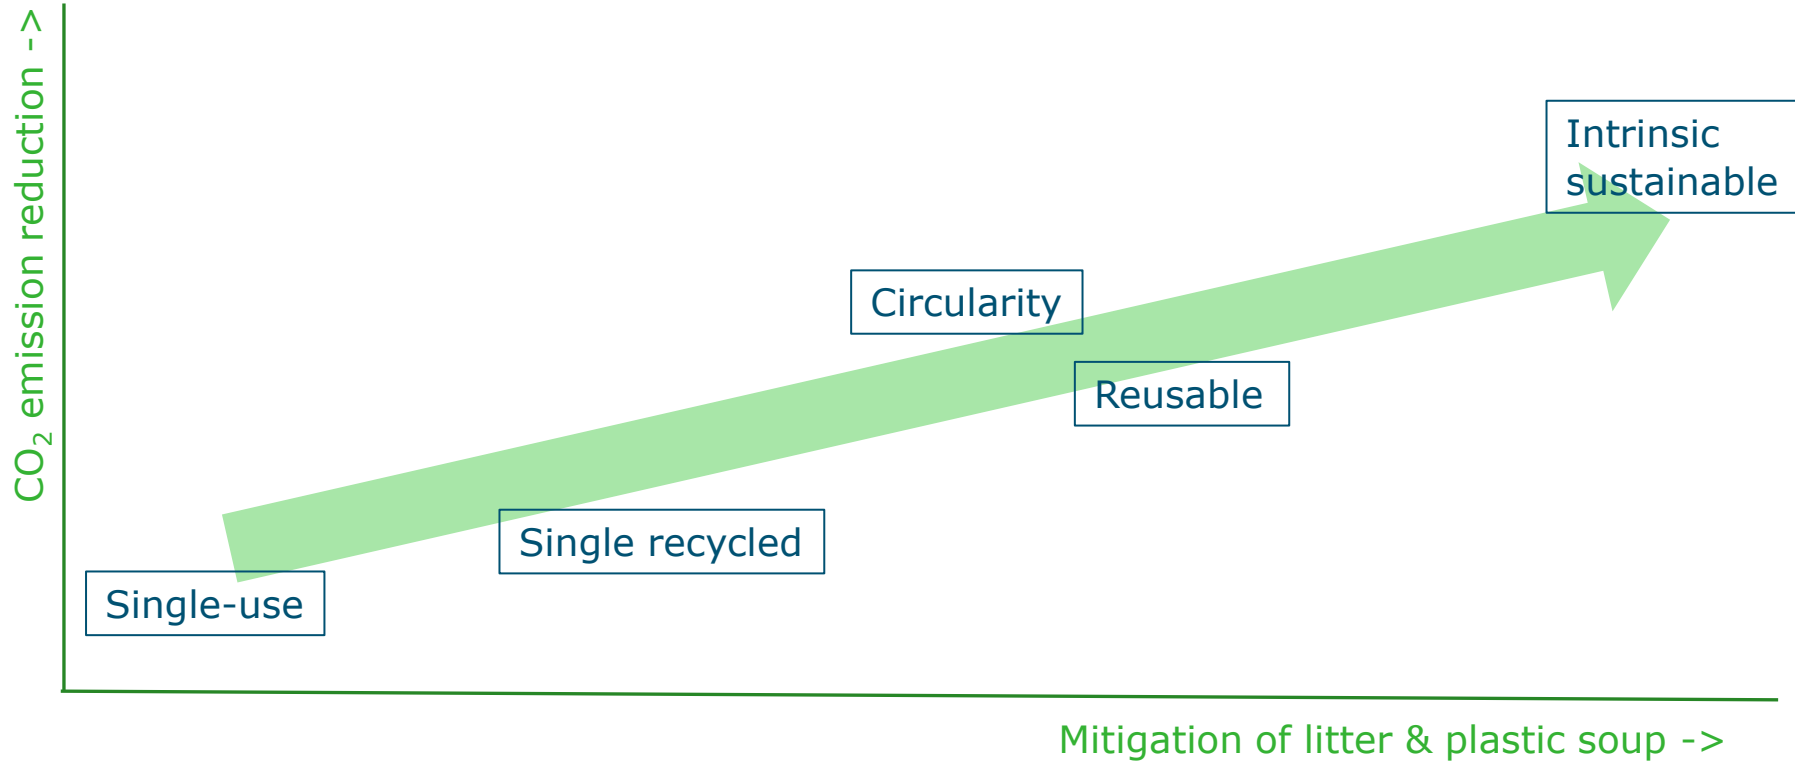 CO₂ emission reduction ->
Intrinsic
sustainable
Circularity
Reusable
Single recycled
Single-use
Mitigation of litter & plastic soup ->